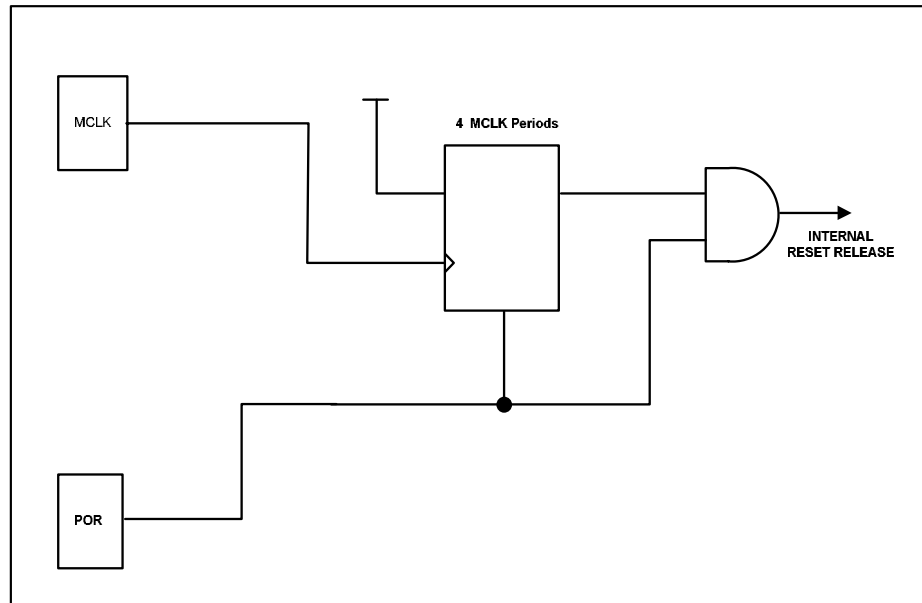 MCLK
4 MCLK Periods
INTERNAL
RESET RELEASE
POR